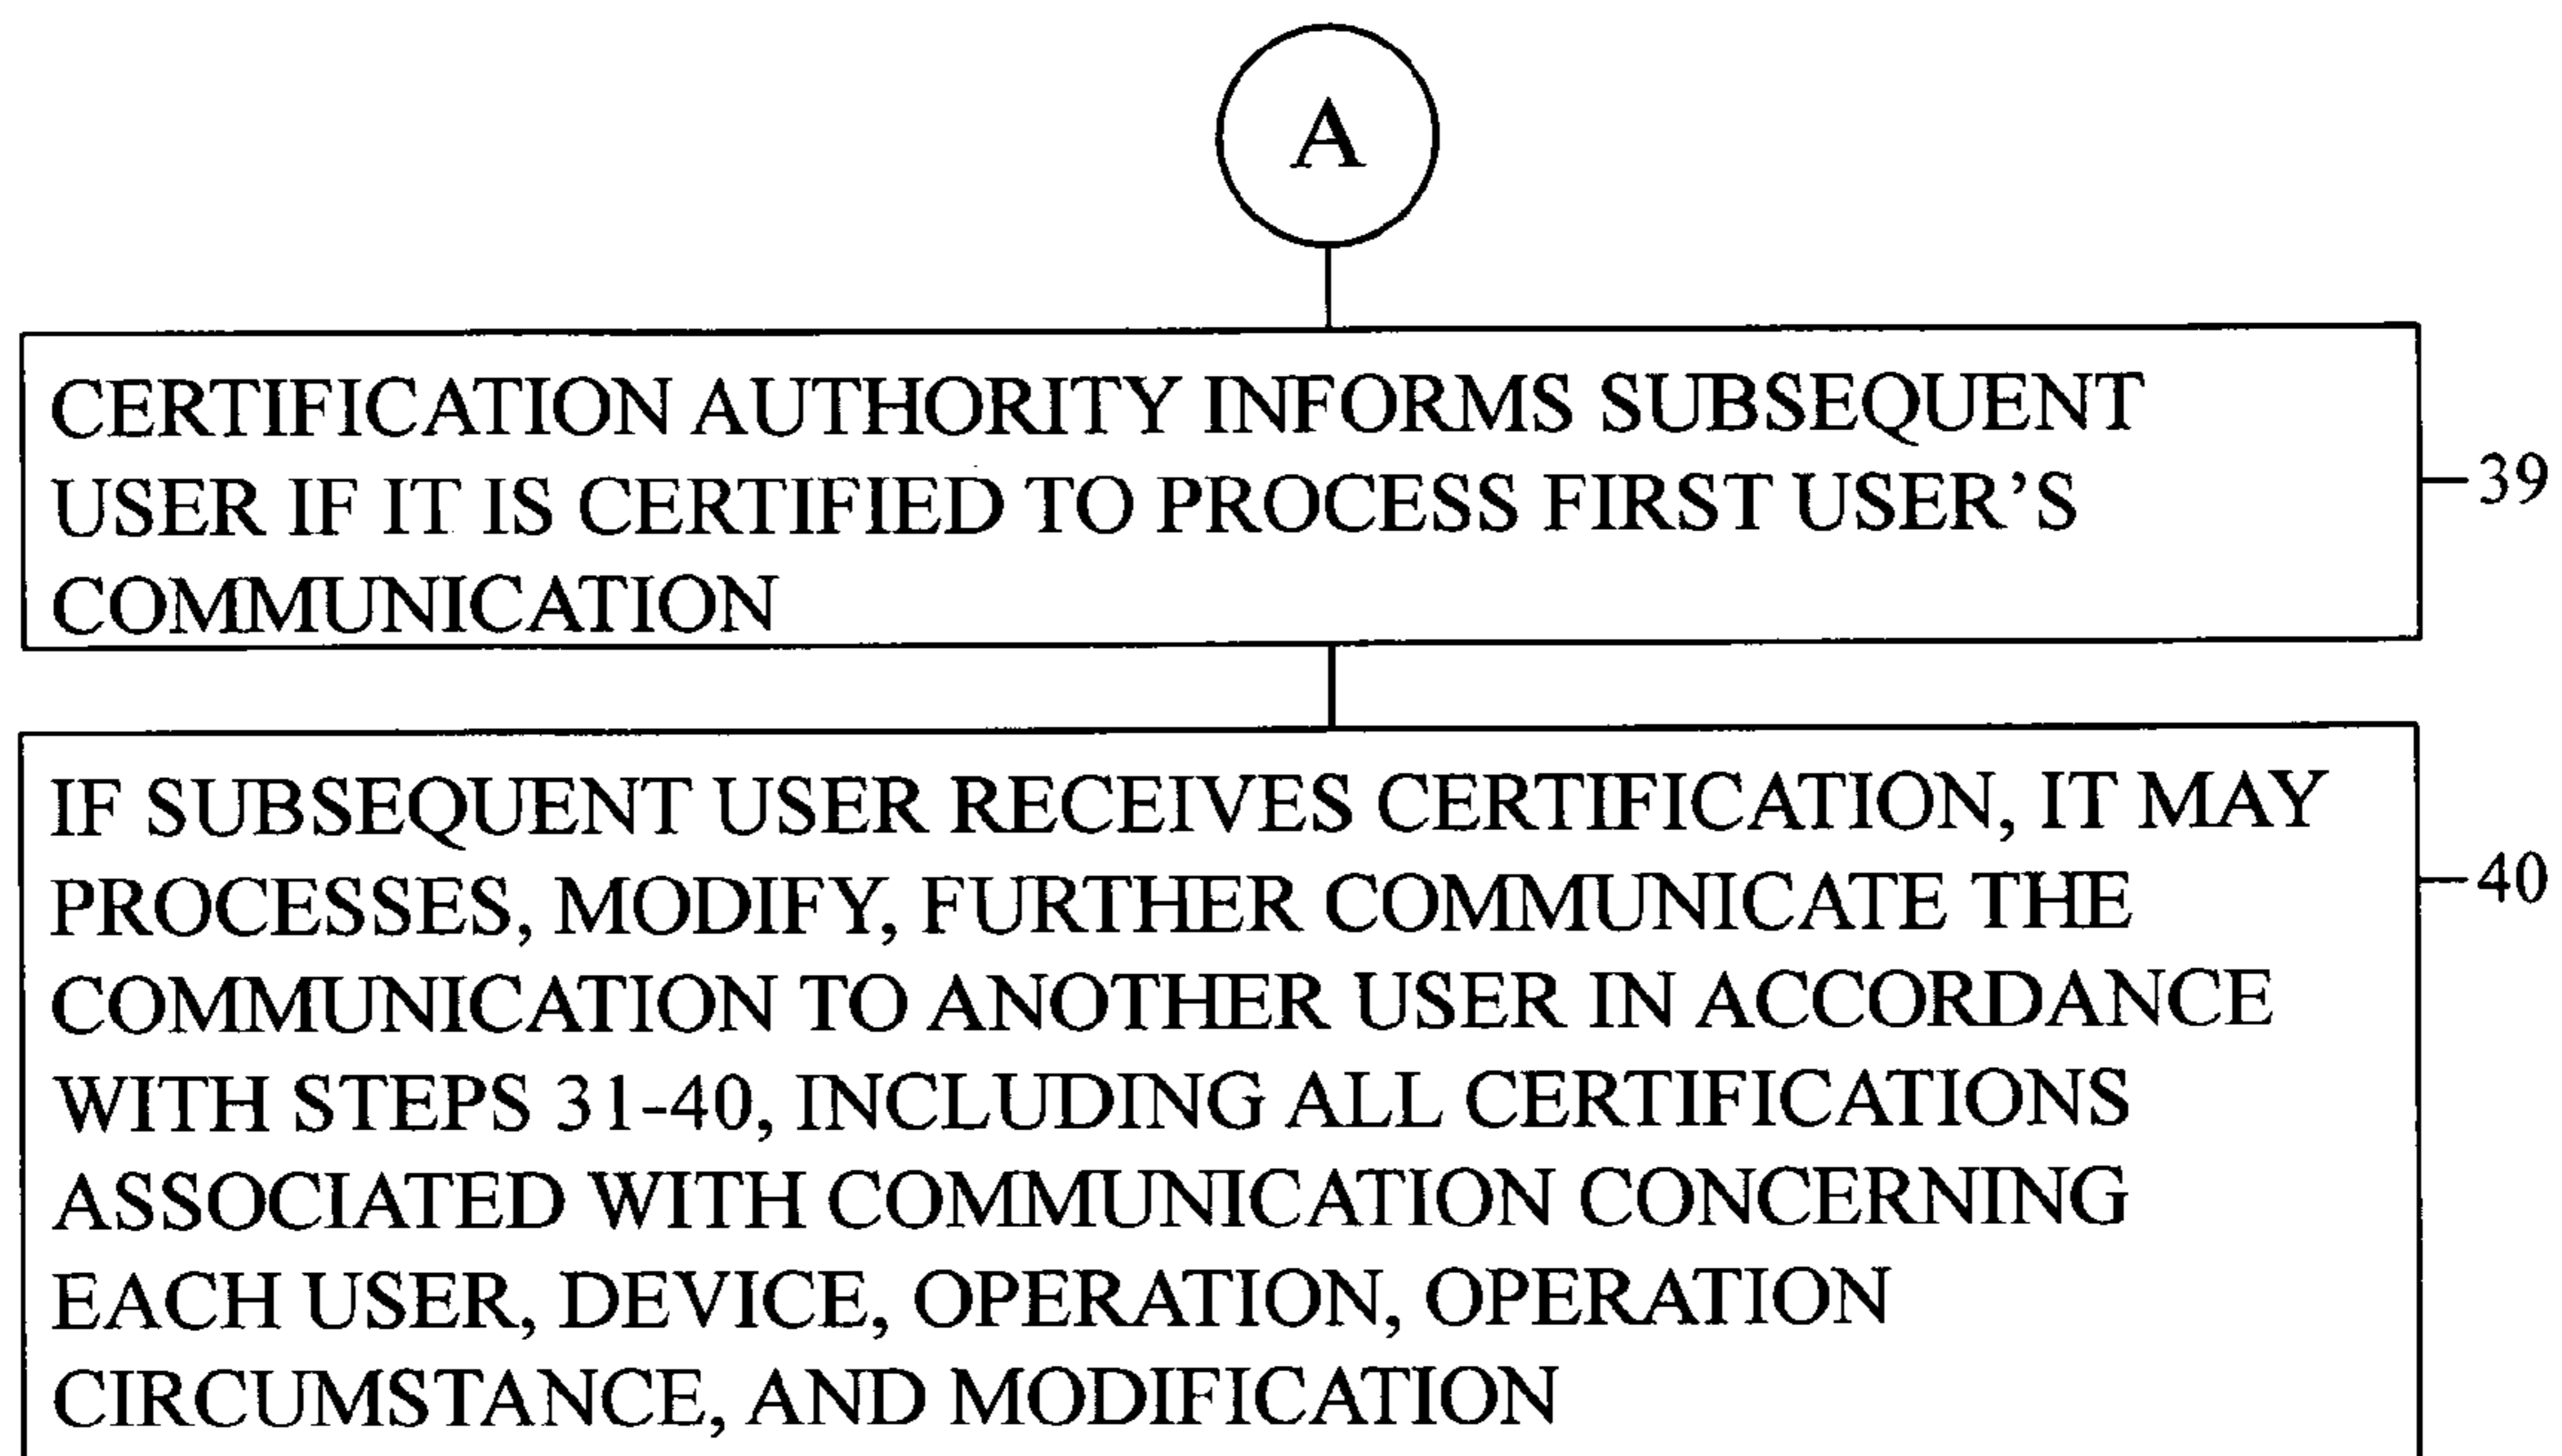 A
CERTIFICATION AUTHORITY INFORMS SUBSEQUENT
USER IF IT IS CERTIFIED TO PROCESS FIRST USER'S
COMMUNICATION
39
IF SUBSEQUENT USER RECEIVES CERTIFICATION, IT MAY
PROCESSES, MODIFY, FURTHER COMMUNICATE THE
COMMUNICATION TO ANOTHER USER IN ACCORDANCE
WITH STEPS 31-40, INCLUDING ALL CERTIFICATIONS
ASSOCIATED WITH COMMUNICATION CONCERNING
EACH USER, DEVICE, OPERATION, OPERATION
CIRCUMSTANCE, AND MODIFICATION
40